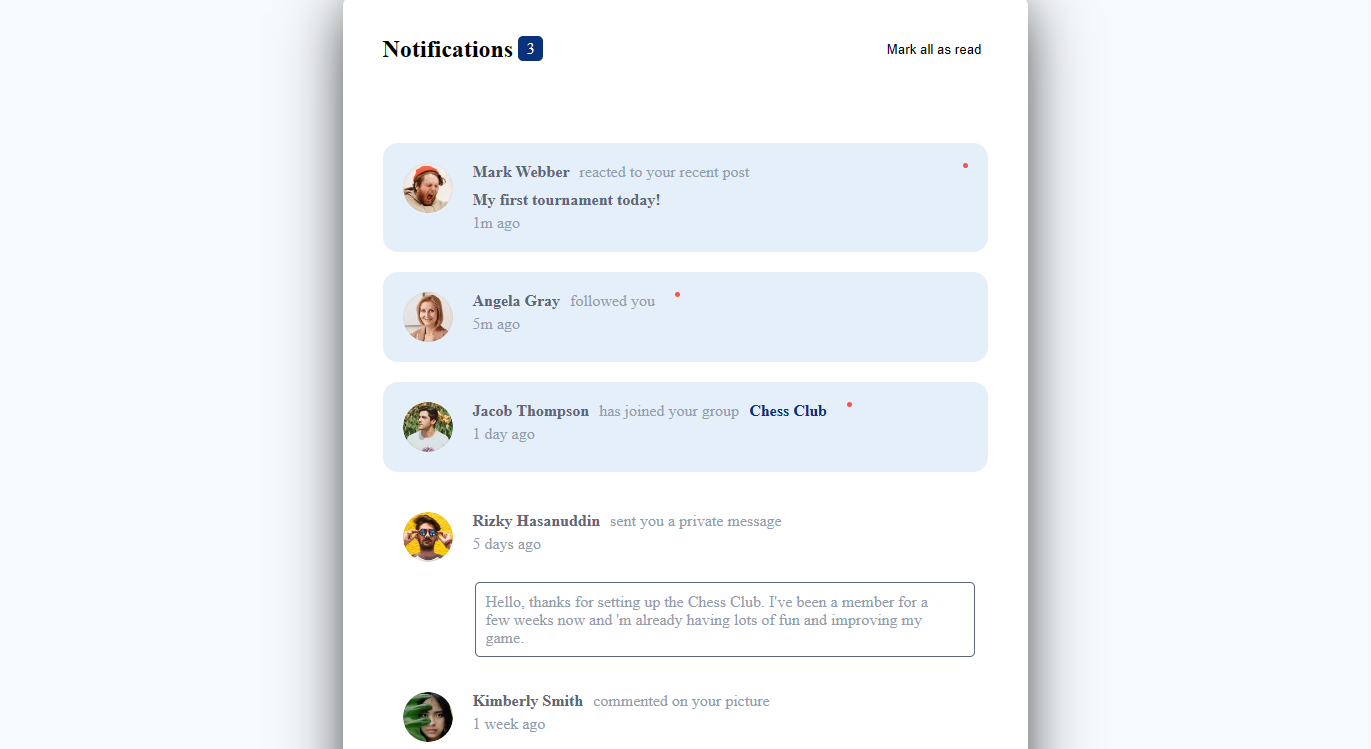 Notifications 3
Mark all as read
Mark Webber reacted to your recent post
My first tournament today!
1m ago
Angela Gray followed you
5m ago
Jacob Thompson has joined your group Chess Club
1 day ago
Rizky Hasanuddin sent you a private message
5 days ago
Hello, thanks for setting up the Chess Club. I've been a member for a
few weeks now and 'm already having lots of fun and improving my
game.
Kimberly Smith commented on your picture
1 week ago